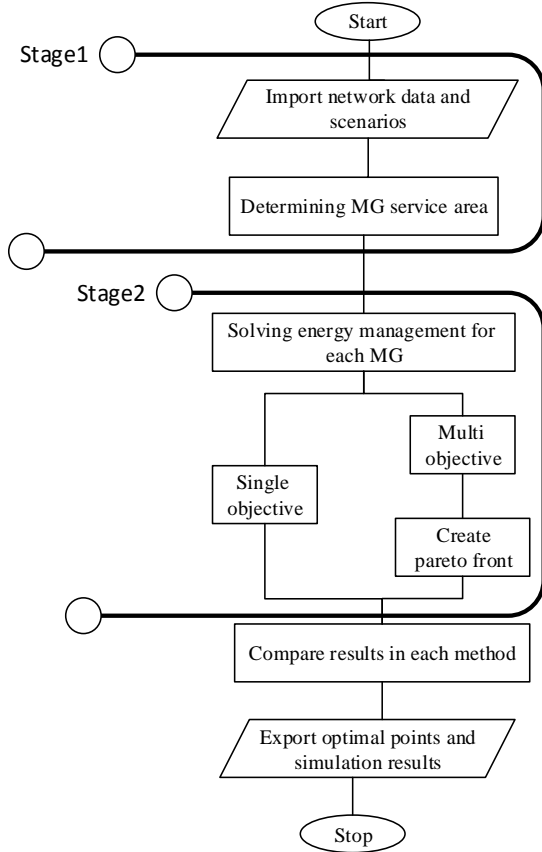 Start
Stage1
Import network data and
scenarios
Determining MG service area
Stage2
Solving energy management for
each MG
Multi
objective
Single
objective
Create
pareto front
Compare results in each method
Export optimal points and
simulation results
Stop